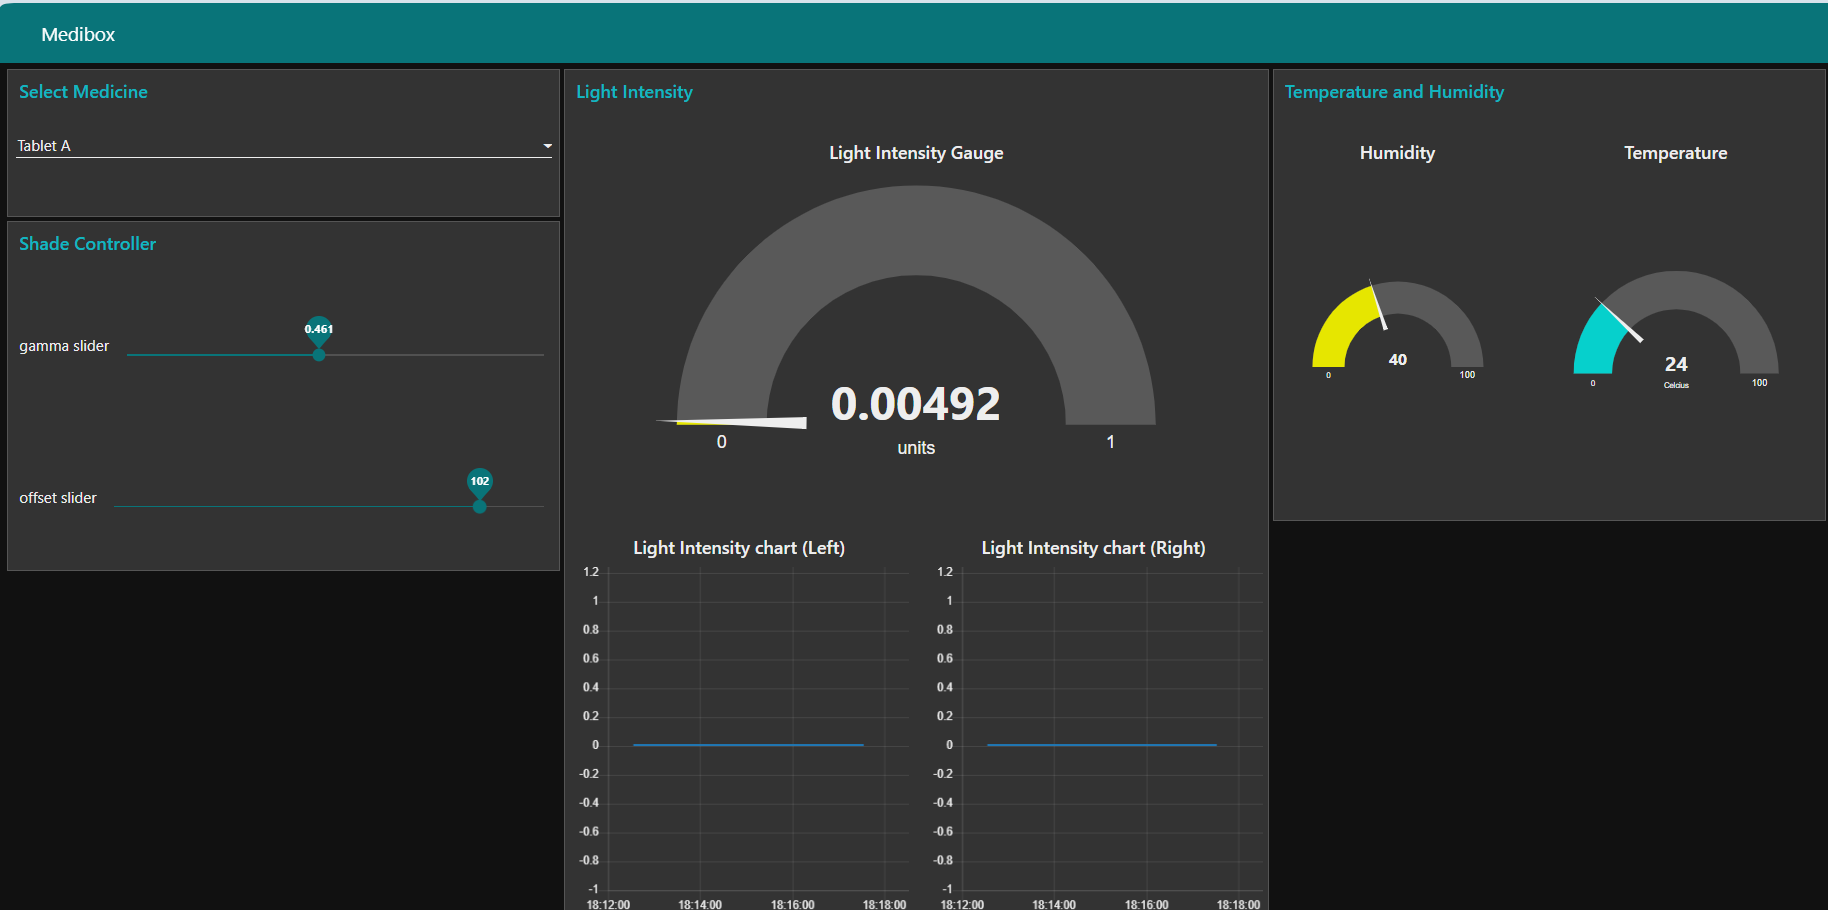 Medibox
Select Medicine
Tablet A
Shade Controller
gamma slider
0.461
offset slider
102
Light Intensity
Light Intensity Gauge
0.00492
units
0
1
Light Intensity chart (Left)
1.2
1
0.8
0.6
0.4
0.2
0
-0.2
-0.4
-0.6
-0.8
-1
18:12:00 18:14:00 18:16:00 18:18:00
Light Intensity chart (Right)
1.2
1
0.8
0.6
0.4
0.2
0
-0.2
-0.4
-0.6
-0.8
-1
18:12:00 18:14:00 18:16:00 18:18:00
Temperature and Humidity
Humidity
40
0
100
Temperature
24
Celcius
0
100